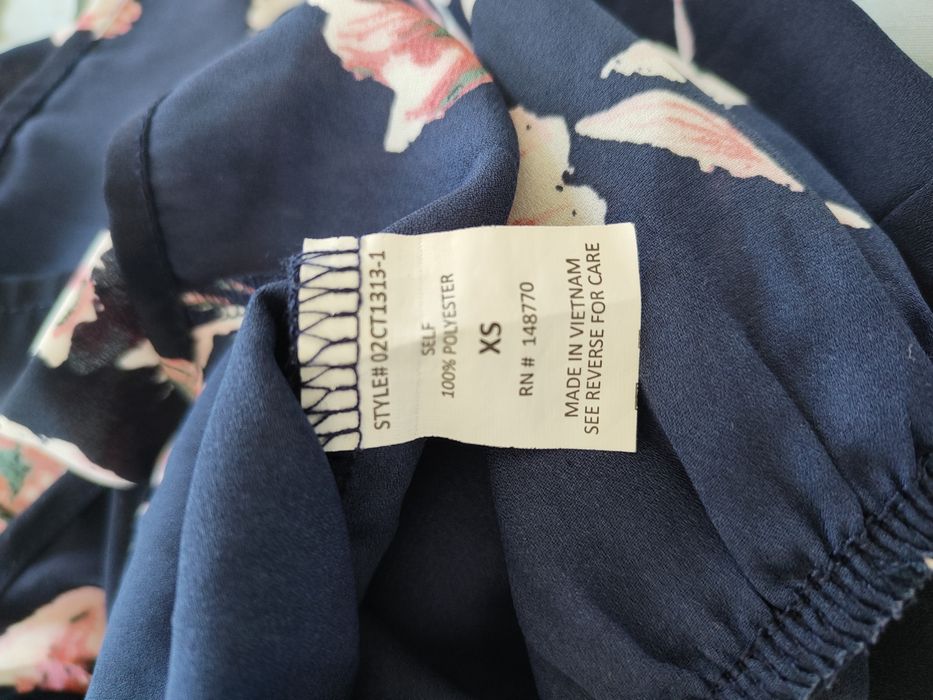 STYLE# 02CT1313-1
SELF
100% POLYESTER
XS
RN # 148770
MADE IN VIETNAM
SEE REVERSE FOR CARE